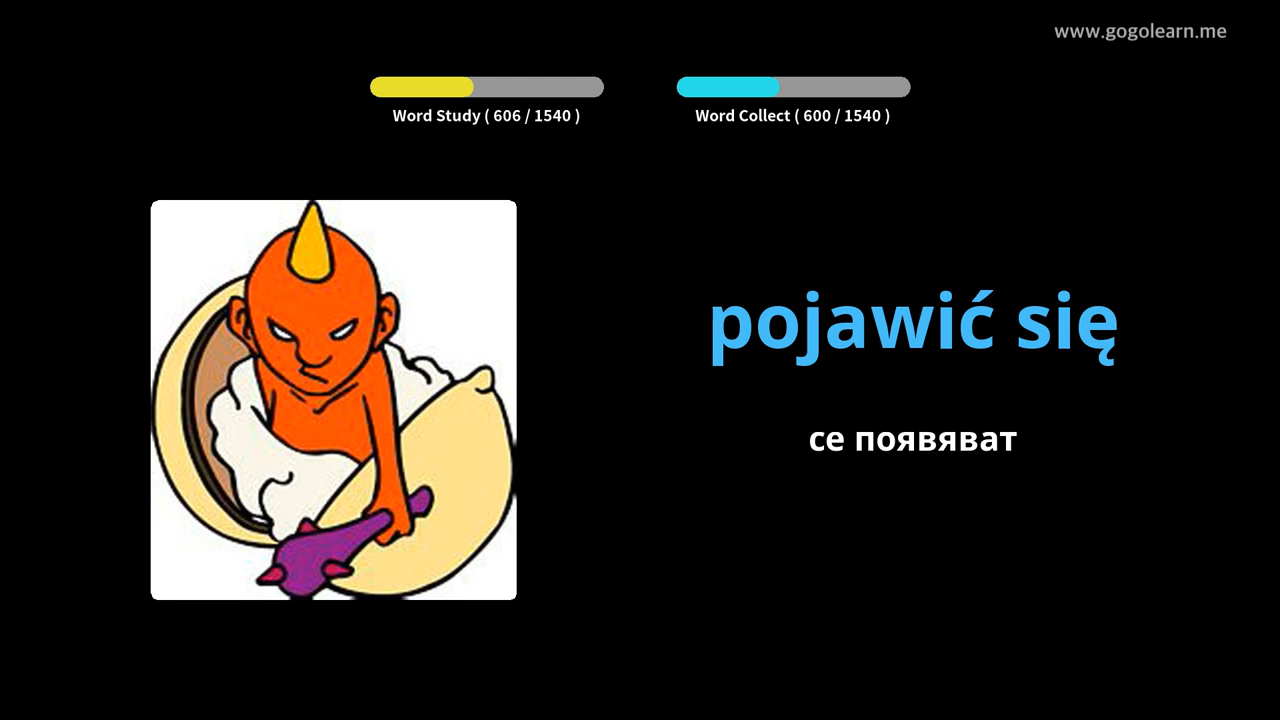 www.gogolearn.me
Word Study ( 606 / 1540 )
Word Collect ( 600 / 1540 )
pojawić się
се появяват